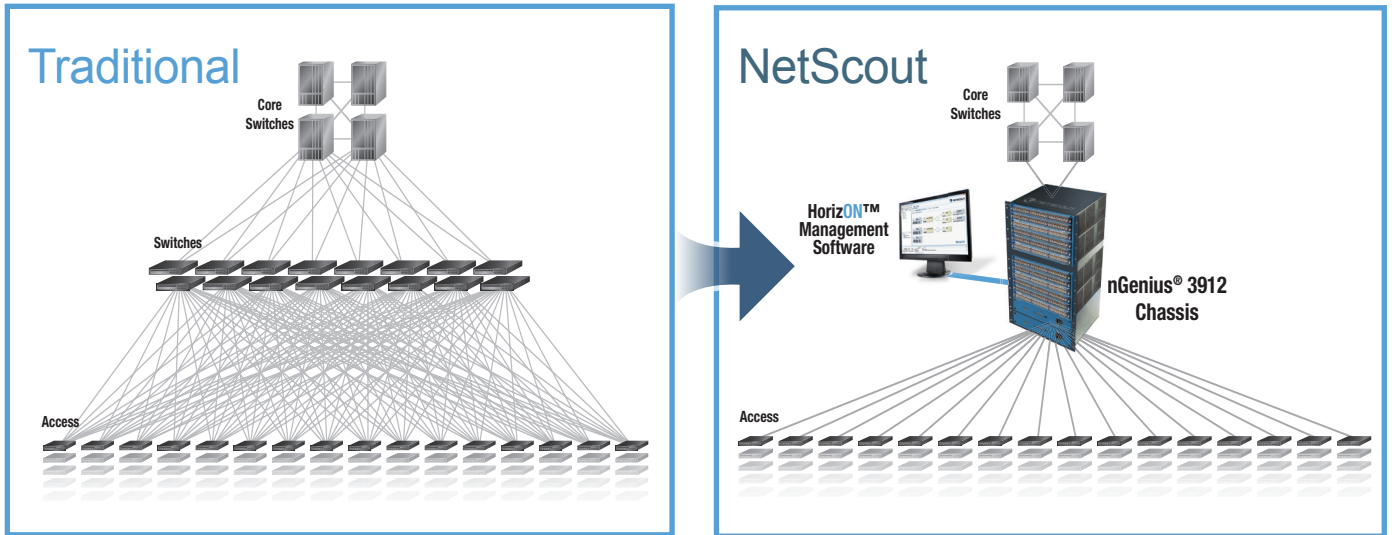 Traditional
Core
Switches
Switches
Access
NetScout
Core
Switches
HorizON™
Management
Software
nGenius® 3912
Chassis
Access